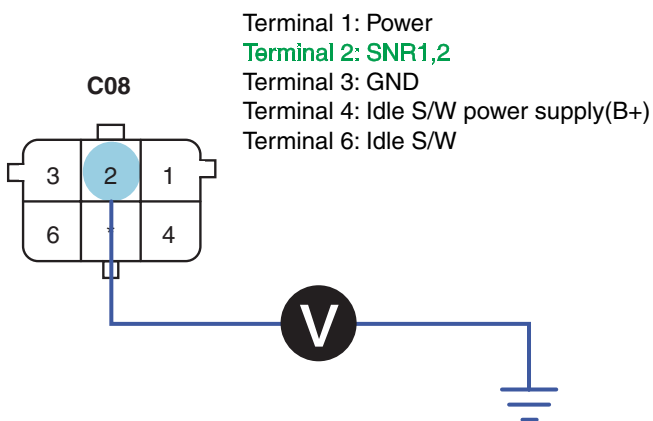 Terminal 1: Power
Terminal 2: SNR1,2
Terminal 3: GND
Terminal 4: Idle S/W power supply(B+)
Terminal 6: Idle S/W
C08
3 2 1
6 * 4
V